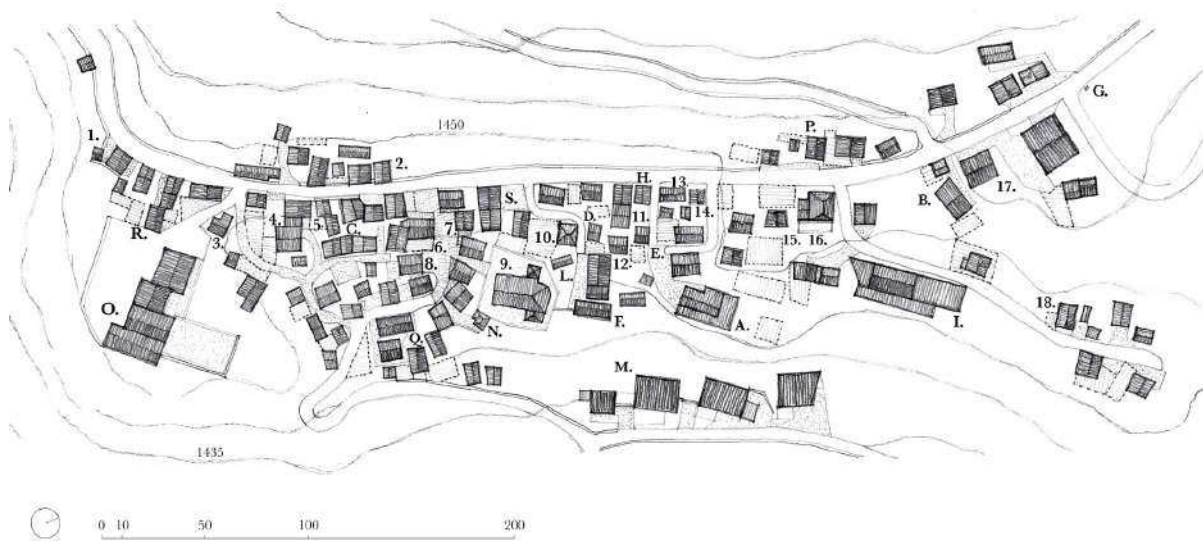 G.
1.
1450
P.
2.
H.
13.
17.
B.
S.
4.
5.
C.
D.
11.
14.
R.
3.
7.
10.
15.
16.
6.
E.
12.
8.
9.
L.
18.
O.
N.
F.
A.
I.
Q.
M.
1435
0 10 50 100 200